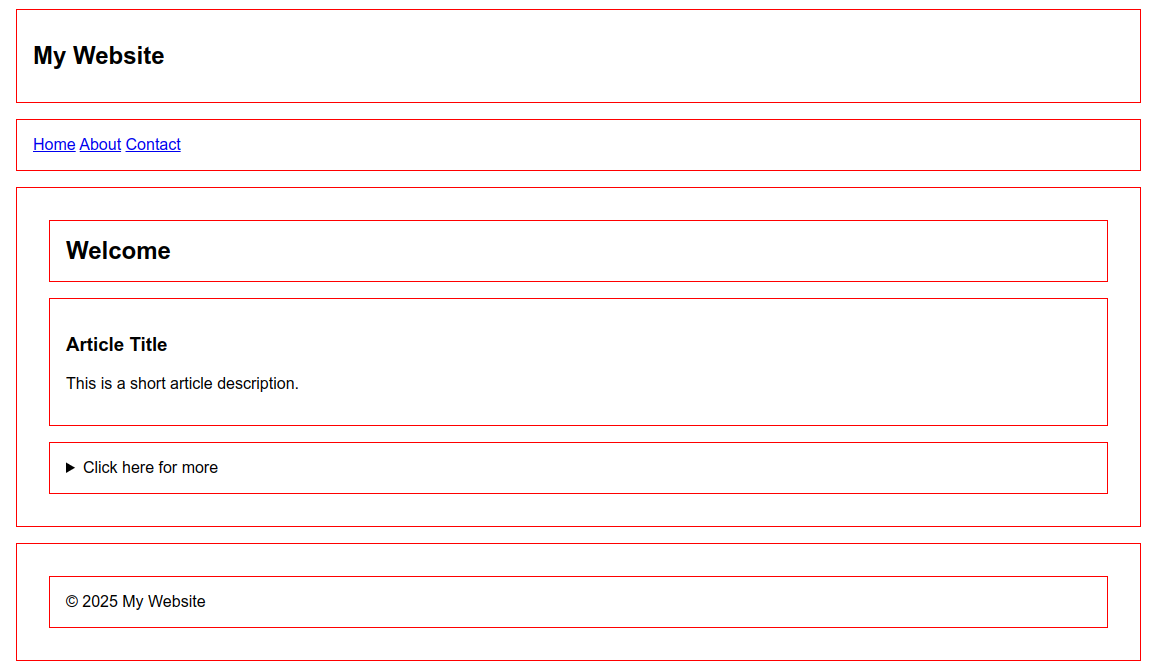 My Website
Home About Contact
Welcome
Article Title
This is a short article description.
Click here for more
© 2025 My Website